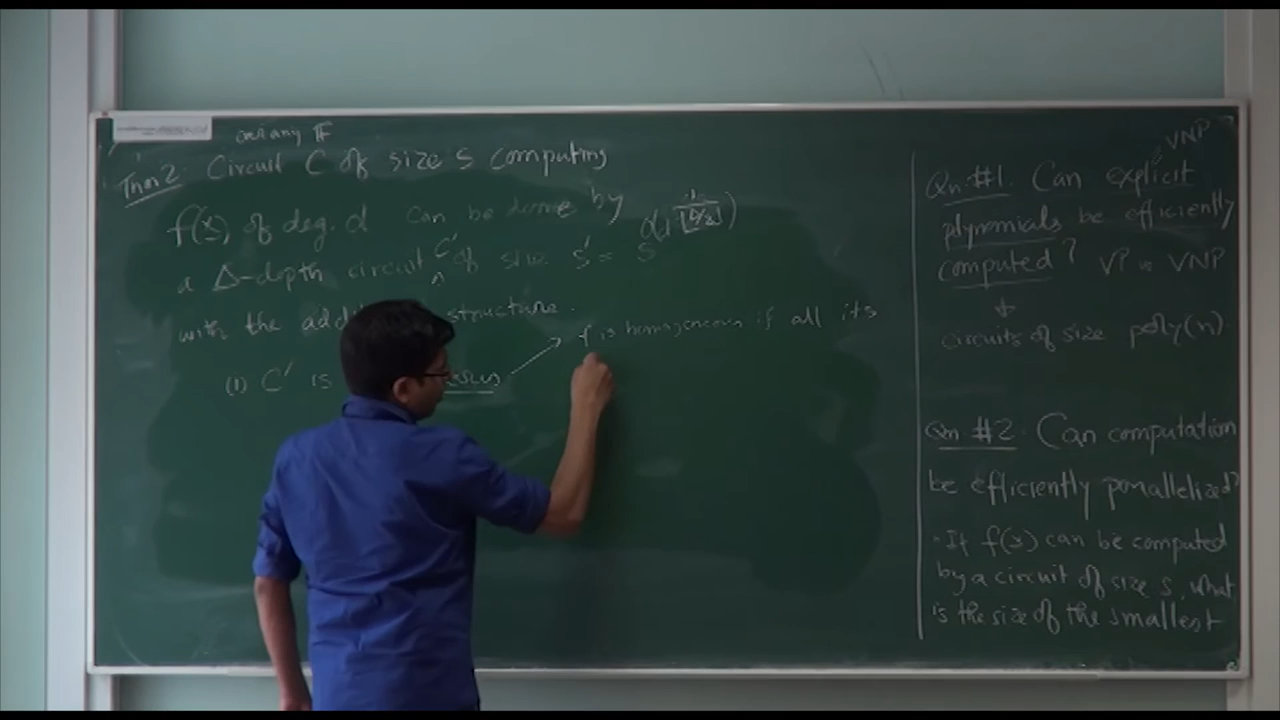 over any F
Thm 2: Circuit C of size s computing
f(x) of deg. d can be done by
a Δ-depth circuit C' of size s' =
with the structure.
(1) C' is
f is homogeneous if all its
VNP
Qn. #1. Can explicit
polynomials be efficiently
computed? VP vs VNP
circuits of size poly(n)
Qn #2 Can computation
be efficiently parallelized?
· If f(x) can be computed
by a circuit of size s, what
is the size of the smallest